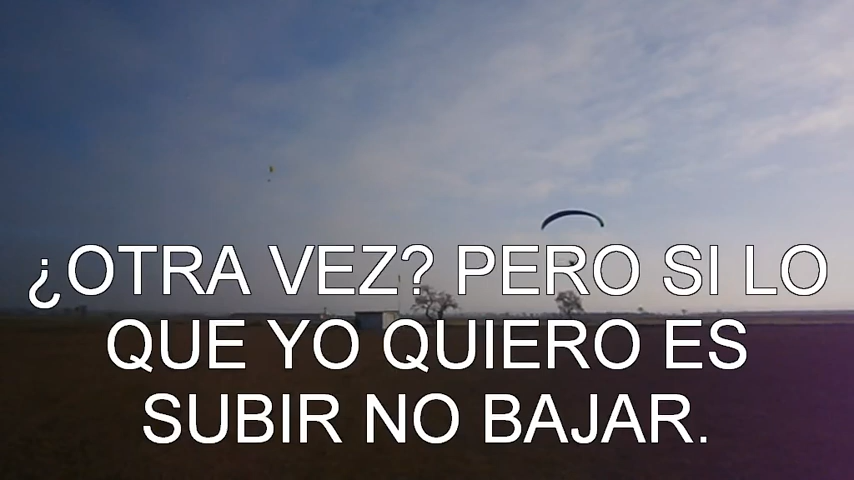 ¿OTRA VEZ? PERO SI LO
QUE YO QUIERO ES
SUBIR NO BAJAR.